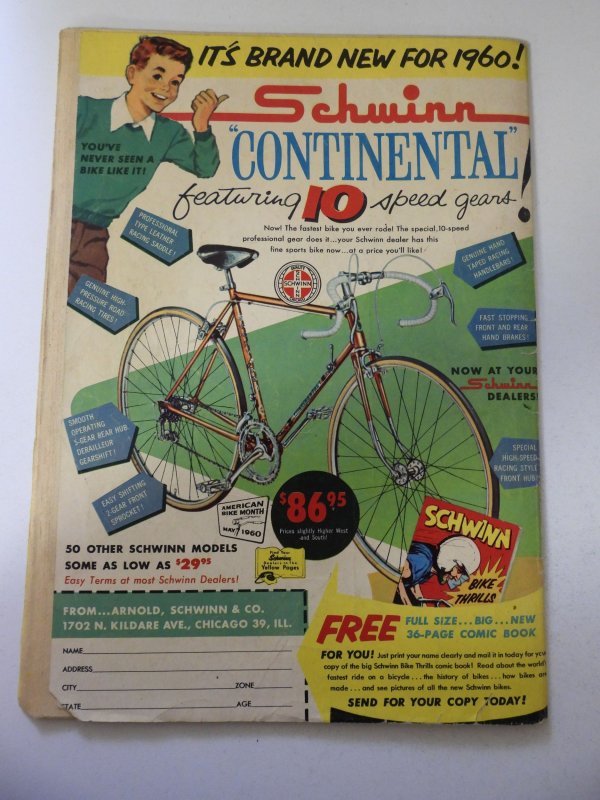 IT'S BRAND NEW FOR 1960!
Schwinn
"CONTINENTAL"
featuring 10 speed gears!
YOU'VE
NEVER SEEN A
BIKE LIKE IT!
Now! The fastest bike you ever rode! The special, 10-speed
professional gear does it...your Schwinn dealer has this
fine sports bike now...at a price you'll like!
PROFESSIONAL
TYPE LEATHER
RACING SADDLE!
GENUINE HAND
TAPED RACING
HANDLEBARS!
QUALITY
SCHWINN
GENUINE HIGH-
PRESSURE ROAD
RACING TIRES!
FAST STOPPING
FRONT AND REAR
HAND BRAKES!
NOW AT YOUR
Schwinn
DEALERS!
SMOOTH
OPERATING
5-GEAR REAR HUB
DERAILLEUR
GEARSHIFT!
SPECIAL
HIGH-SPEED
RACING STYLE
FRONT HUB!
EASY SHIFTING
2-GEAR FRONT
SPROCKET!
AMERICAN
BIKE MONTH
MAY 1960
$86.95
Prices slightly Higher West
and South!
SCHWINN
BIKE
THRILLS
50 OTHER SCHWINN MODELS
SOME AS LOW AS $29.95
Easy Terms at most Schwinn Dealers!
Find Your
Schwinn
Dealers in The
Yellow Pages
FROM...ARNOLD, SCHWINN & CO.
1702 N. KILDARE AVE., CHICAGO 39, ILL.
NAME
ADDRESS
CITY ZONE
STATE AGE
FREE FULL SIZE...BIG...NEW
36-PAGE COMIC BOOK
FOR YOU! Just print your name clearly and mail it in today for your
copy of the big Schwinn Bike Thrills comic book! Read about the world's
fastest ride on a bicycle...the history of bikes...how bikes are
made...and see pictures of all the new Schwinn bikes.
SEND FOR YOUR COPY TODAY!